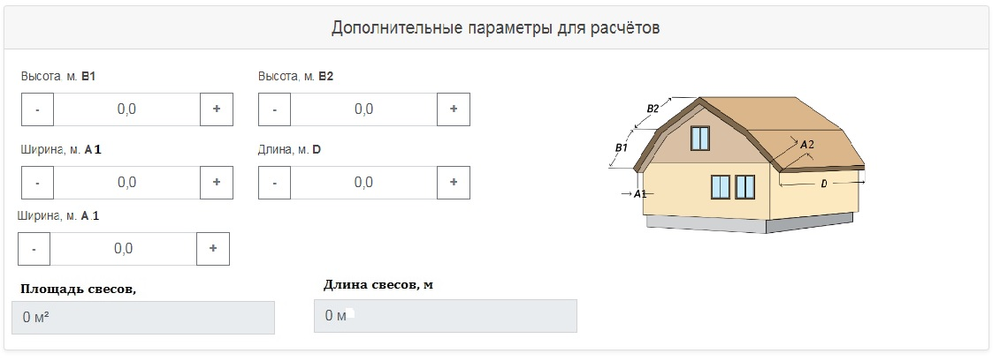 Дополнительные параметры для расчётов
Высота, м. B1
Высота, м. B2
- 0,0 +
- 0,0 +
Ширина, м. A 1
Длина, м. D
- 0,0 +
- 0,0 +
Ширина, м. A 1
- 0,0 +
Площадь свесов,
Длина свесов, м
0 м²
0 м
B2
B1
A2
A1
D